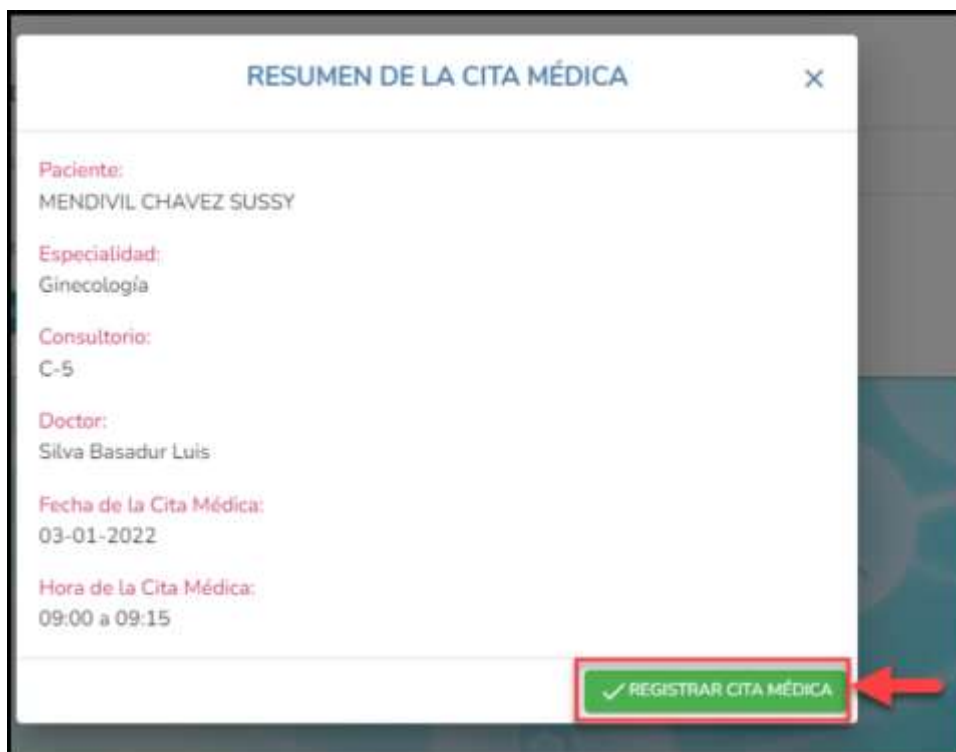 RESUMEN DE LA CITA MÉDICA
Paciente:
MENDIVIL CHAVEZ SUSSY
Especialidad:
Ginecología
Consultorio:
C-5
Doctor:
Silva Basadur Luis
Fecha de la Cita Médica:
03-01-2022
Hora de la Cita Médica:
09:00 a 09:15
REGISTRAR CITA MÉDICA